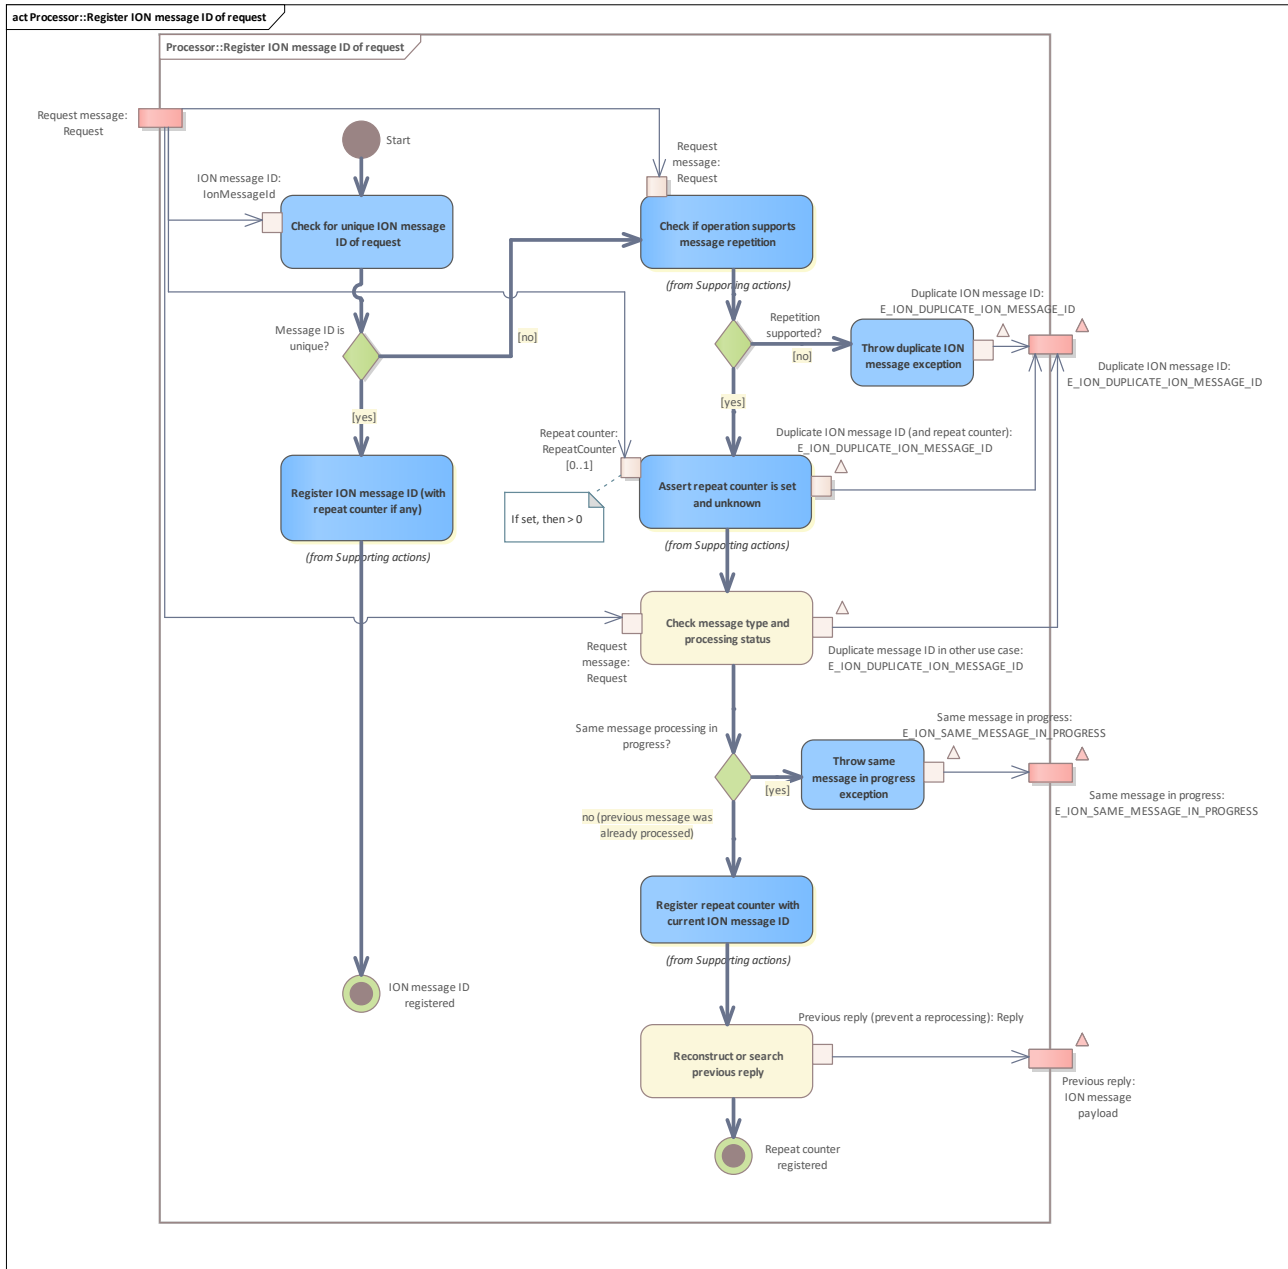 act Processor::Register ION message ID of request
Processor::Register ION message ID of request
Request message:
Request
Start
Request
message:
Request
ION message ID:
IonMessageId
Check for unique ION message
ID of request
Check if operation supports
message repetition
(from Supporting actions)
Message ID is
unique?
[no]
[yes]
Repetition
supported?
[no]
[yes]
Duplicate ION message ID:
E_ION_DUPLICATE_ION_MESSAGE_ID
Throw duplicate ION
message exception
Duplicate ION message ID:
E_ION_DUPLICATE_ION_MESSAGE_ID
Repeat counter:
RepeatCounter
[0..1]
Duplicate ION message ID (and repeat counter):
E_ION_DUPLICATE_ION_MESSAGE_ID
Register ION message ID (with
repeat counter if any)
(from Supporting actions)
If set, then > 0
Assert repeat counter is set
and unknown
(from Supporting actions)
Check message type and
processing status
Request
message:
Request
Duplicate message ID in other use case:
E_ION_DUPLICATE_ION_MESSAGE_ID
Same message processing in
progress?
[yes]
Same message in progress:
E_ION_SAME_MESSAGE_IN_PROGRESS
Throw same
message in progress
exception
Same message in progress:
E_ION_SAME_MESSAGE_IN_PROGRESS
no (previous message was
already processed)
Register repeat counter with
current ION message ID
(from Supporting actions)
ION message ID
registered
Previous reply (prevent a reprocessing): Reply
Reconstruct or search
previous reply
Previous reply:
ION message
payload
Repeat counter
registered